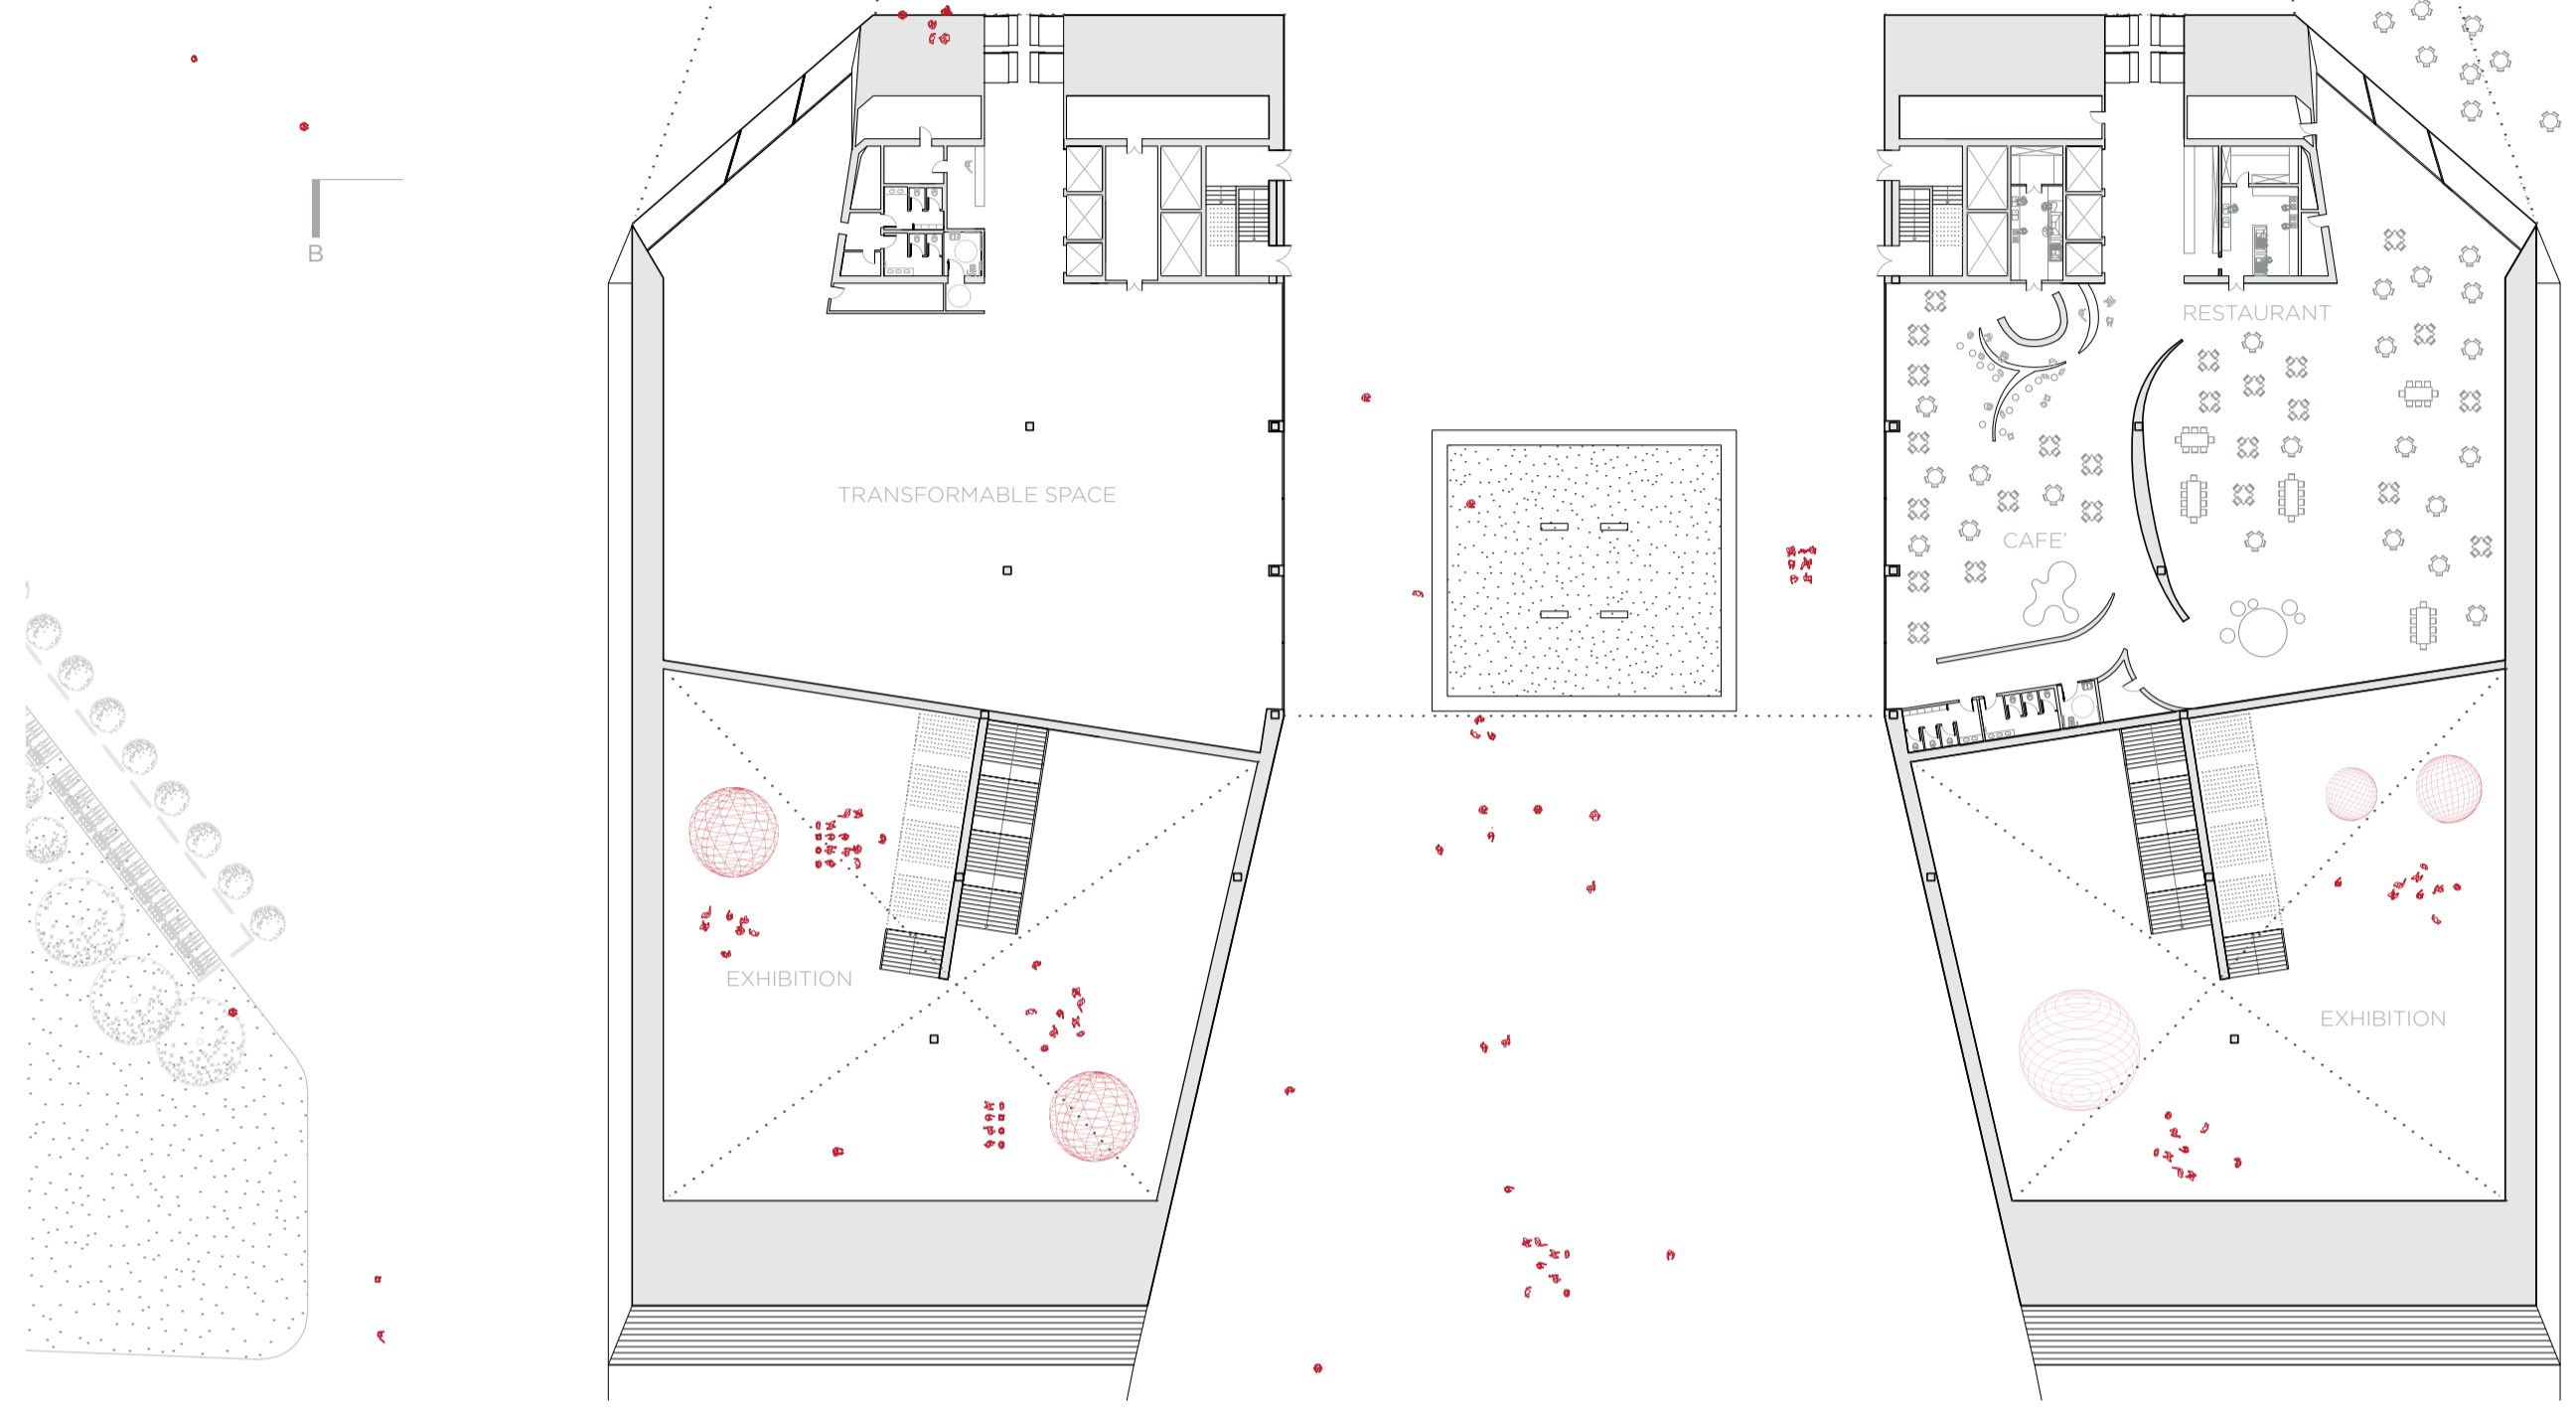 B
RESTAURANT
TRANSFORMABLE SPACE
CAFE'
EXHIBITION
EXHIBITION